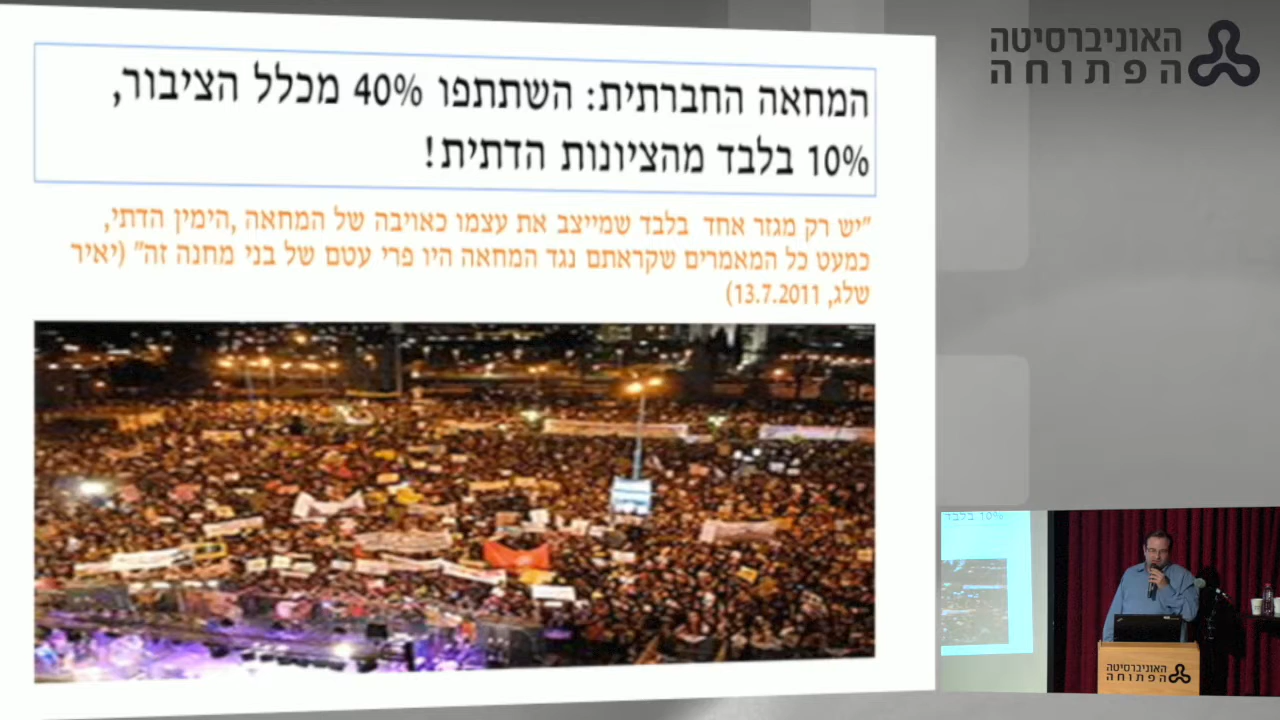 האוניברסיטה
הפתוחה
המחאה החברתית: השתתפו 40% מכלל הציבור,
10% בלבד מהציונות הדתית!
"יש רק מגזר אחד בלבד שמייצב את עצמו כאויבה של המחאה ,הימין הדתי,
כמעט כל המאמרים שקראתם נגד המחאה היו פרי עטם של בני מחנה זה" (יאיר
שלג, 13.7.2011)
10% בלבד
האוניברסיטה
הפתוחה